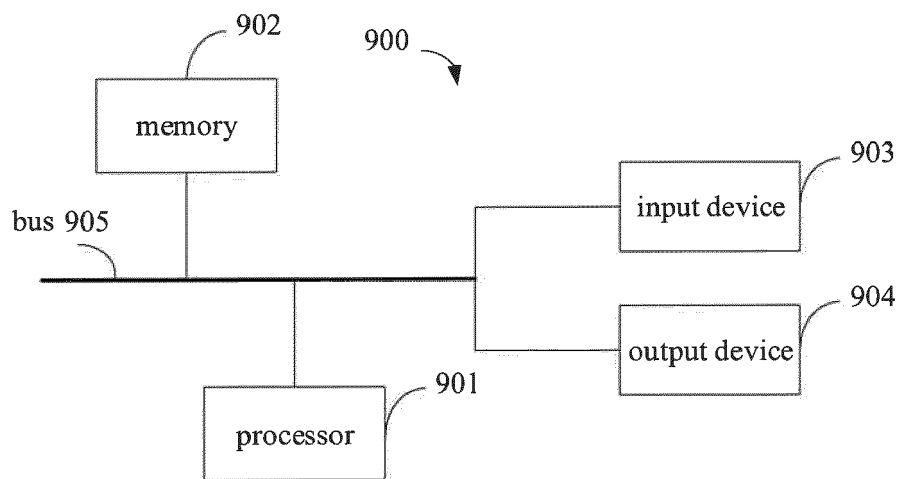 902
900
memory
903
input device
bus 905
904
output device
901
processor